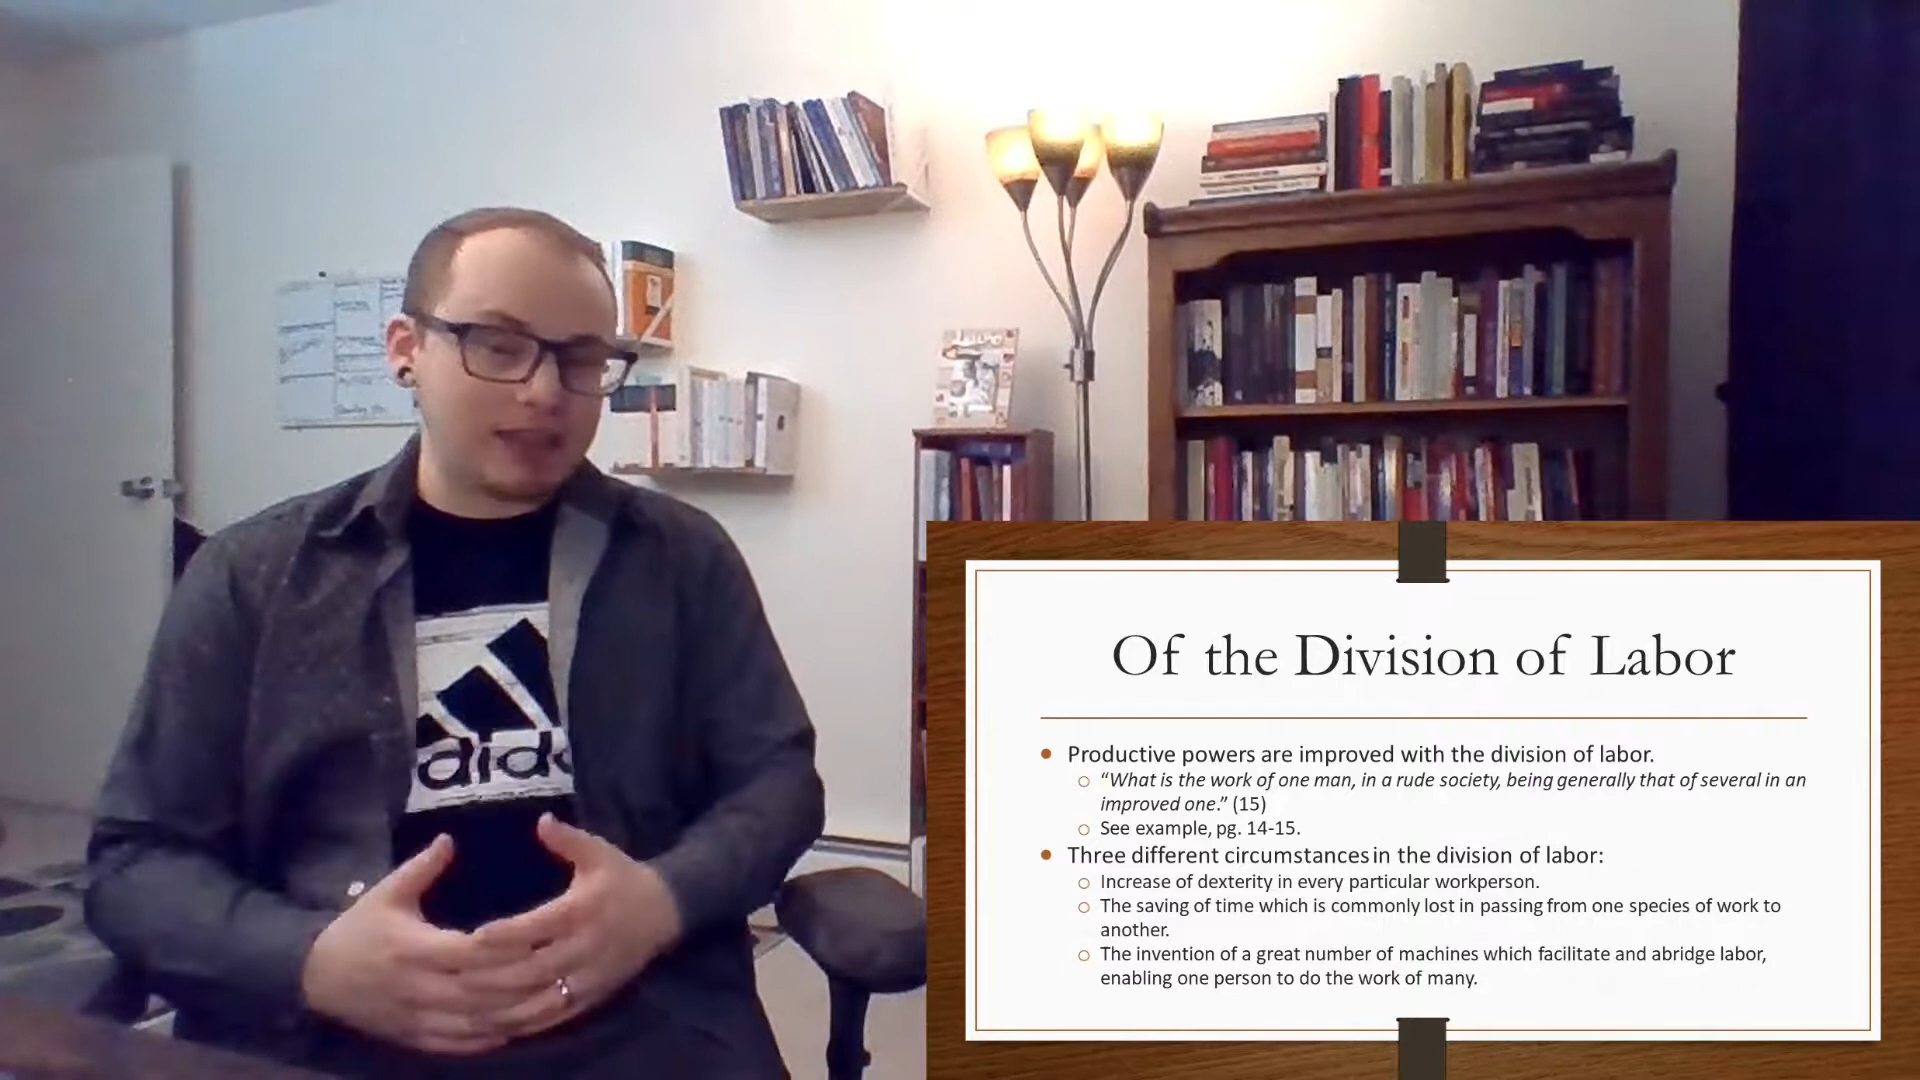 adida
Of the Division of Labor
• Productive powers are improved with the division of labor.
○ “What is the work of one man, in a rude society, being generally that of several in an
improved one.” (15)
○ See example, pg. 14-15.
• Three different circumstances in the division of labor:
○ Increase of dexterity in every particular workperson.
○ The saving of time which is commonly lost in passing from one species of work to
another.
○ The invention of a great number of machines which facilitate and abridge labor,
enabling one person to do the work of many.